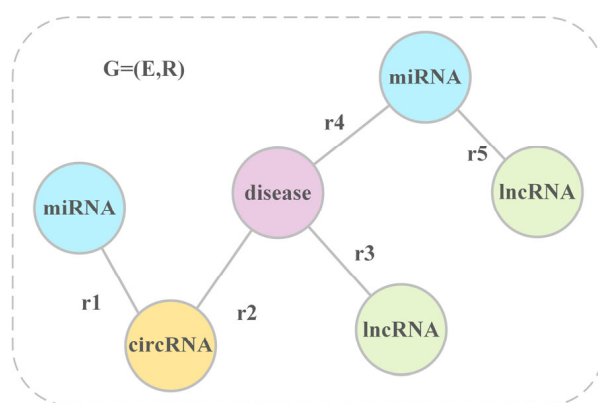 G=(E,R)
miRNA
r4
r5
miRNA
disease
lncRNA
r3
r1
r2
circRNA
lncRNA